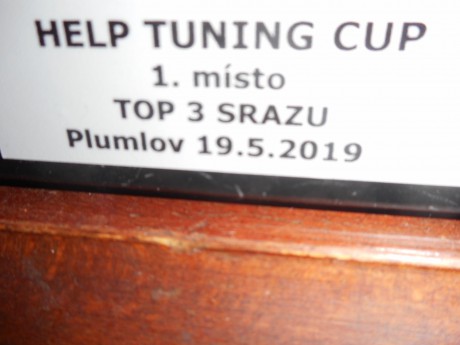 HELP TUNING CUP
1. místo
TOP 3 SRAZU
Plumlov 19.5.2019